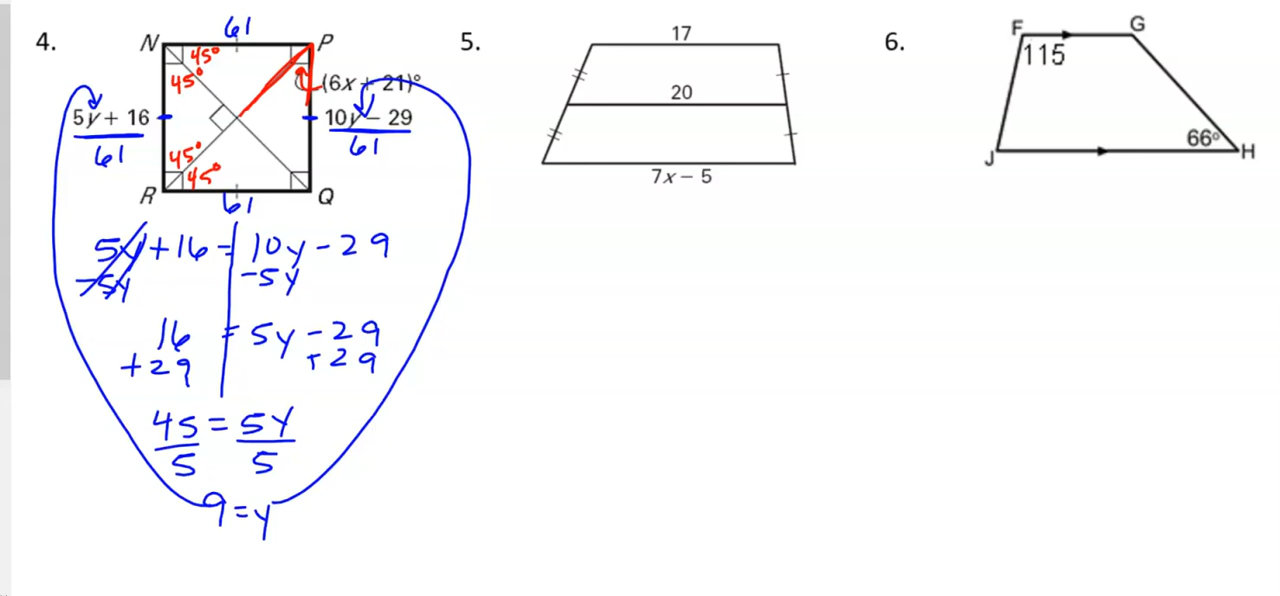 4.
N
61
P
45°
45°
(6x + 21)°
5y + 16
61
10y – 29
61
45°
45°
R
61
Q
5y + 16 = 10y - 29
-5y
-5y
16 = 5y - 29
+29
+29
45 = 5y
5
5
9 = y
5.
17
20
7x – 5
6.
F
G
115
66°
J
H